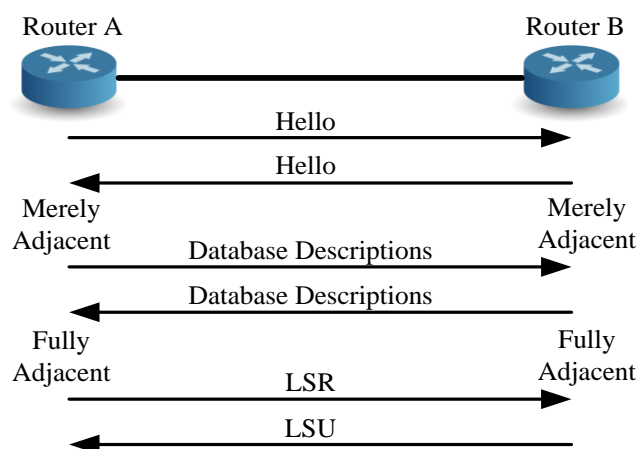 Router A
Router B
Hello
Hello
Merely
Adjacent
Merely
Adjacent
Database Descriptions
Database Descriptions
Fully
Adjacent
Fully
Adjacent
LSR
LSU